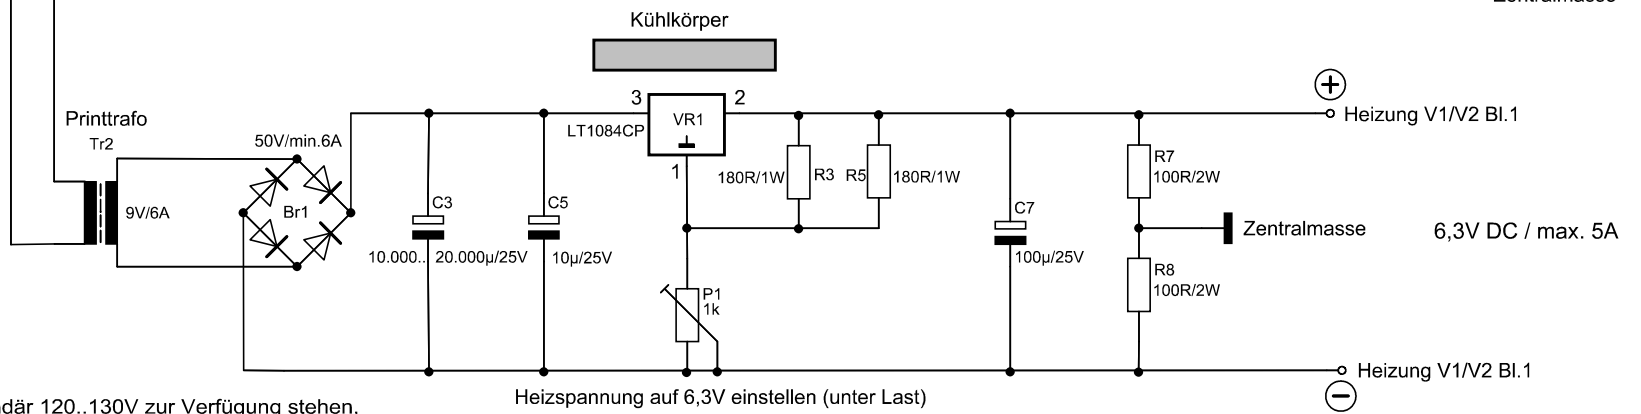 Kühlkörper
Printtrafo
Tr2
9V/6A
50V/min.6A
Br1
C3
10.000.. 20.000µ/25V
C5
10µ/25V
3
2
LT1084CP
VR1
1
180R/1W
R3
R5
180R/1W
P1
1k
C7
100µ/25V
R7
100R/2W
R8
100R/2W
Zentralmasse
+
Heizung V1/V2 Bl.1
6,3V DC / max. 5A
Heizung V1/V2 Bl.1
−
Heizspannung auf 6,3V einstellen (unter Last)
120..130V zur Verfügung stehen.